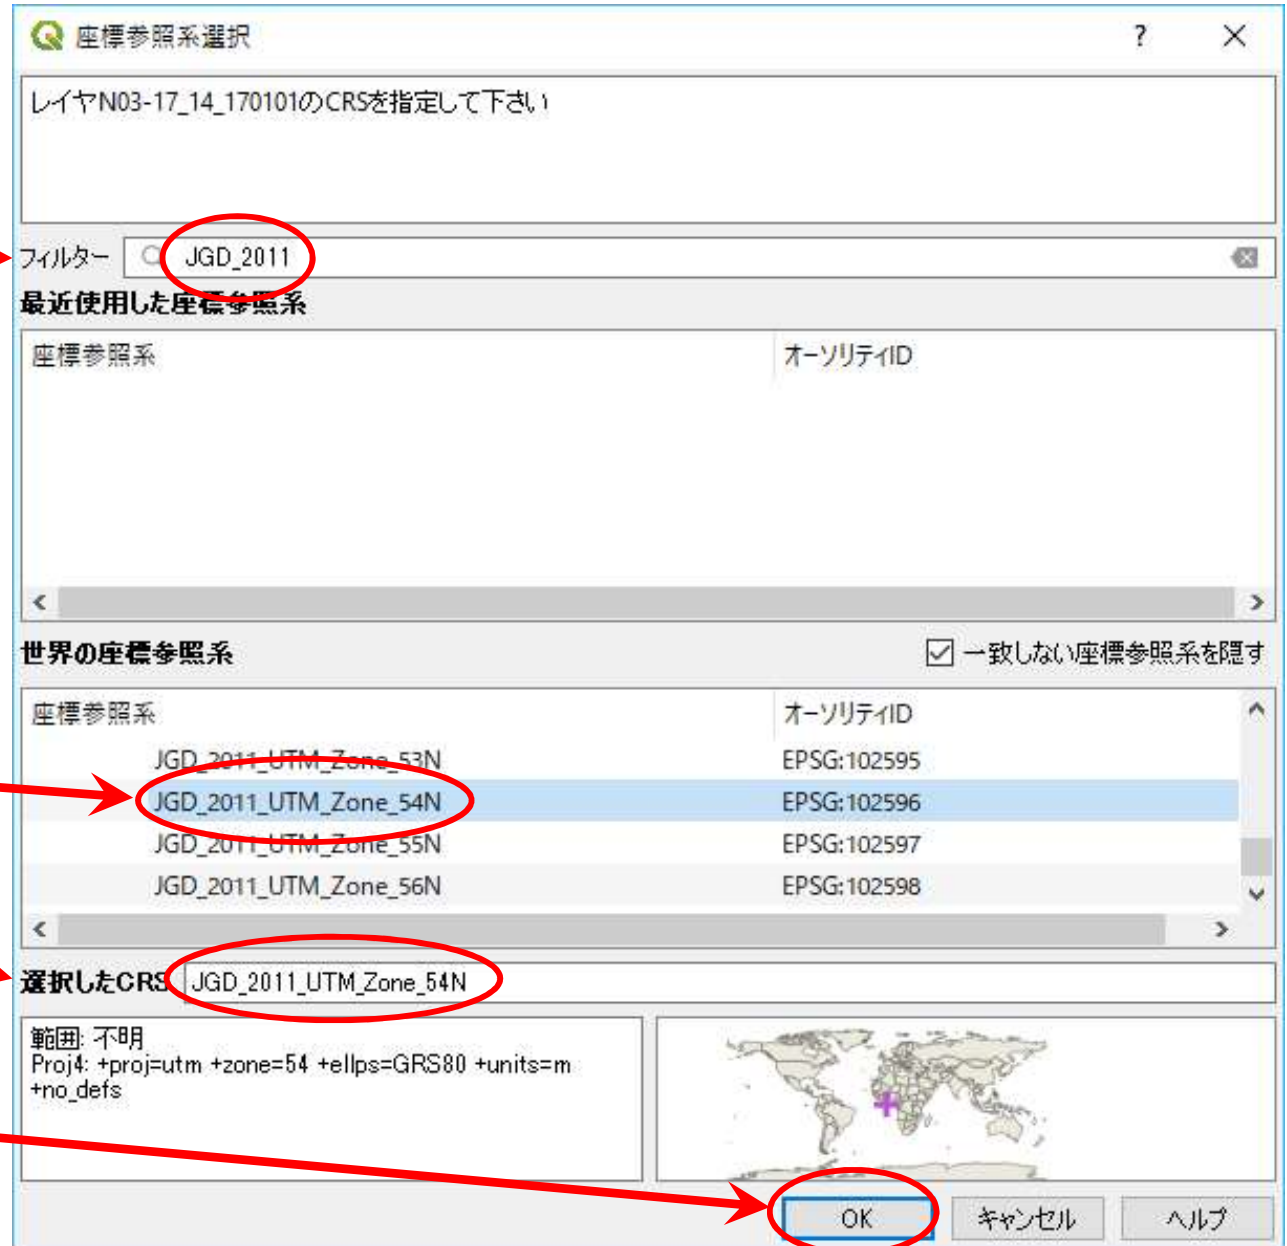 座標参照系選択
?
レイヤN03-17_14_170101のCRSを指定して下さい
フィルター JGD_2011
最近使用した座標参照系
座標参照系 オーソリティID
世界の座標参照系 一致しない座標参照系を隠す
座標参照系 オーソリティID
JGD_2011_UTM_Zone_53N EPSG:102595
JGD_2011_UTM_Zone_54N EPSG:102596
JGD_2011_UTM_Zone_55N EPSG:102597
JGD_2011_UTM_Zone_56N EPSG:102598
選択したCRS JGD_2011_UTM_Zone_54N
範囲: 不明
Proj4: +proj=utm +zone=54 +ellps=GRS80 +units=m
+no_defs
OK キャンセル ヘルプ